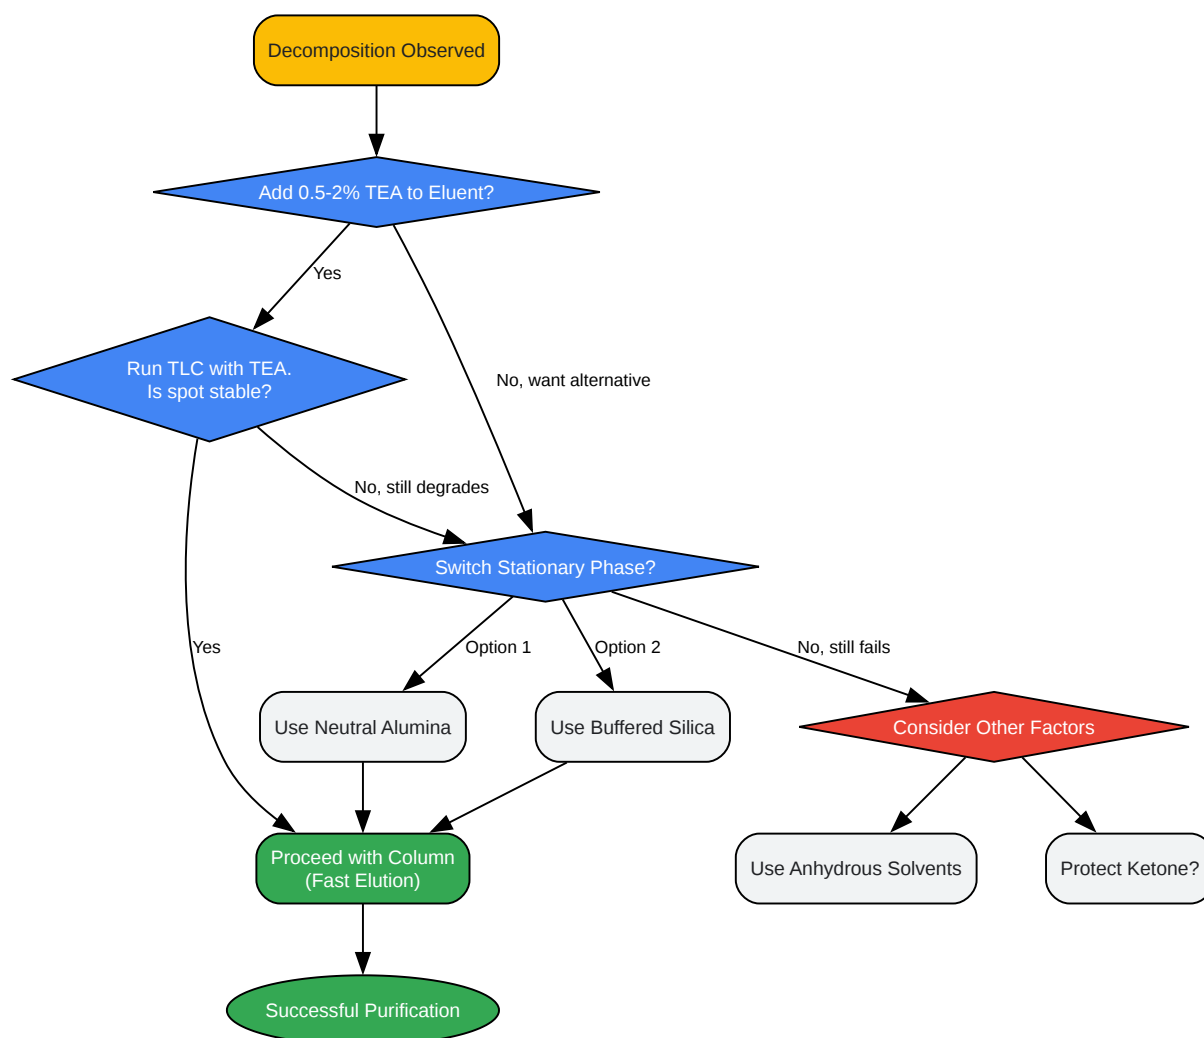 Decomposition Observed
Add 0.5-2% TEA to Eluent?
Yes
Run TLC with TEA.
Is spot stable?
No, want alternative
No, still degrades
Switch Stationary Phase?
Yes
Option 1
Option 2
No, still fails
Use Neutral Alumina
Use Buffered Silica
Consider Other Factors
Proceed with Column
(Fast Elution)
Use Anhydrous Solvents
Protect Ketone?
Successful Purification